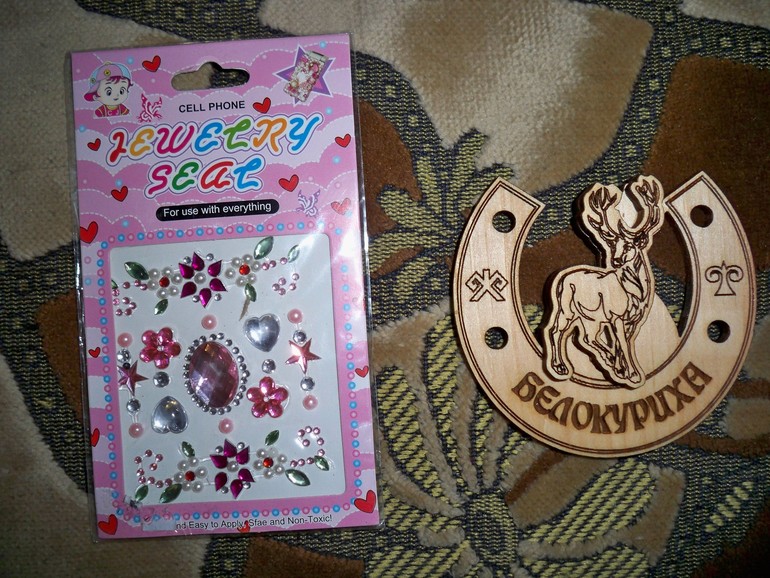 CELL PHONE
JEWELRY
SEAL
For use with everything
nd Easy to Apply, Sfae and Non-Toxic!
БЕЛОКУРИХА